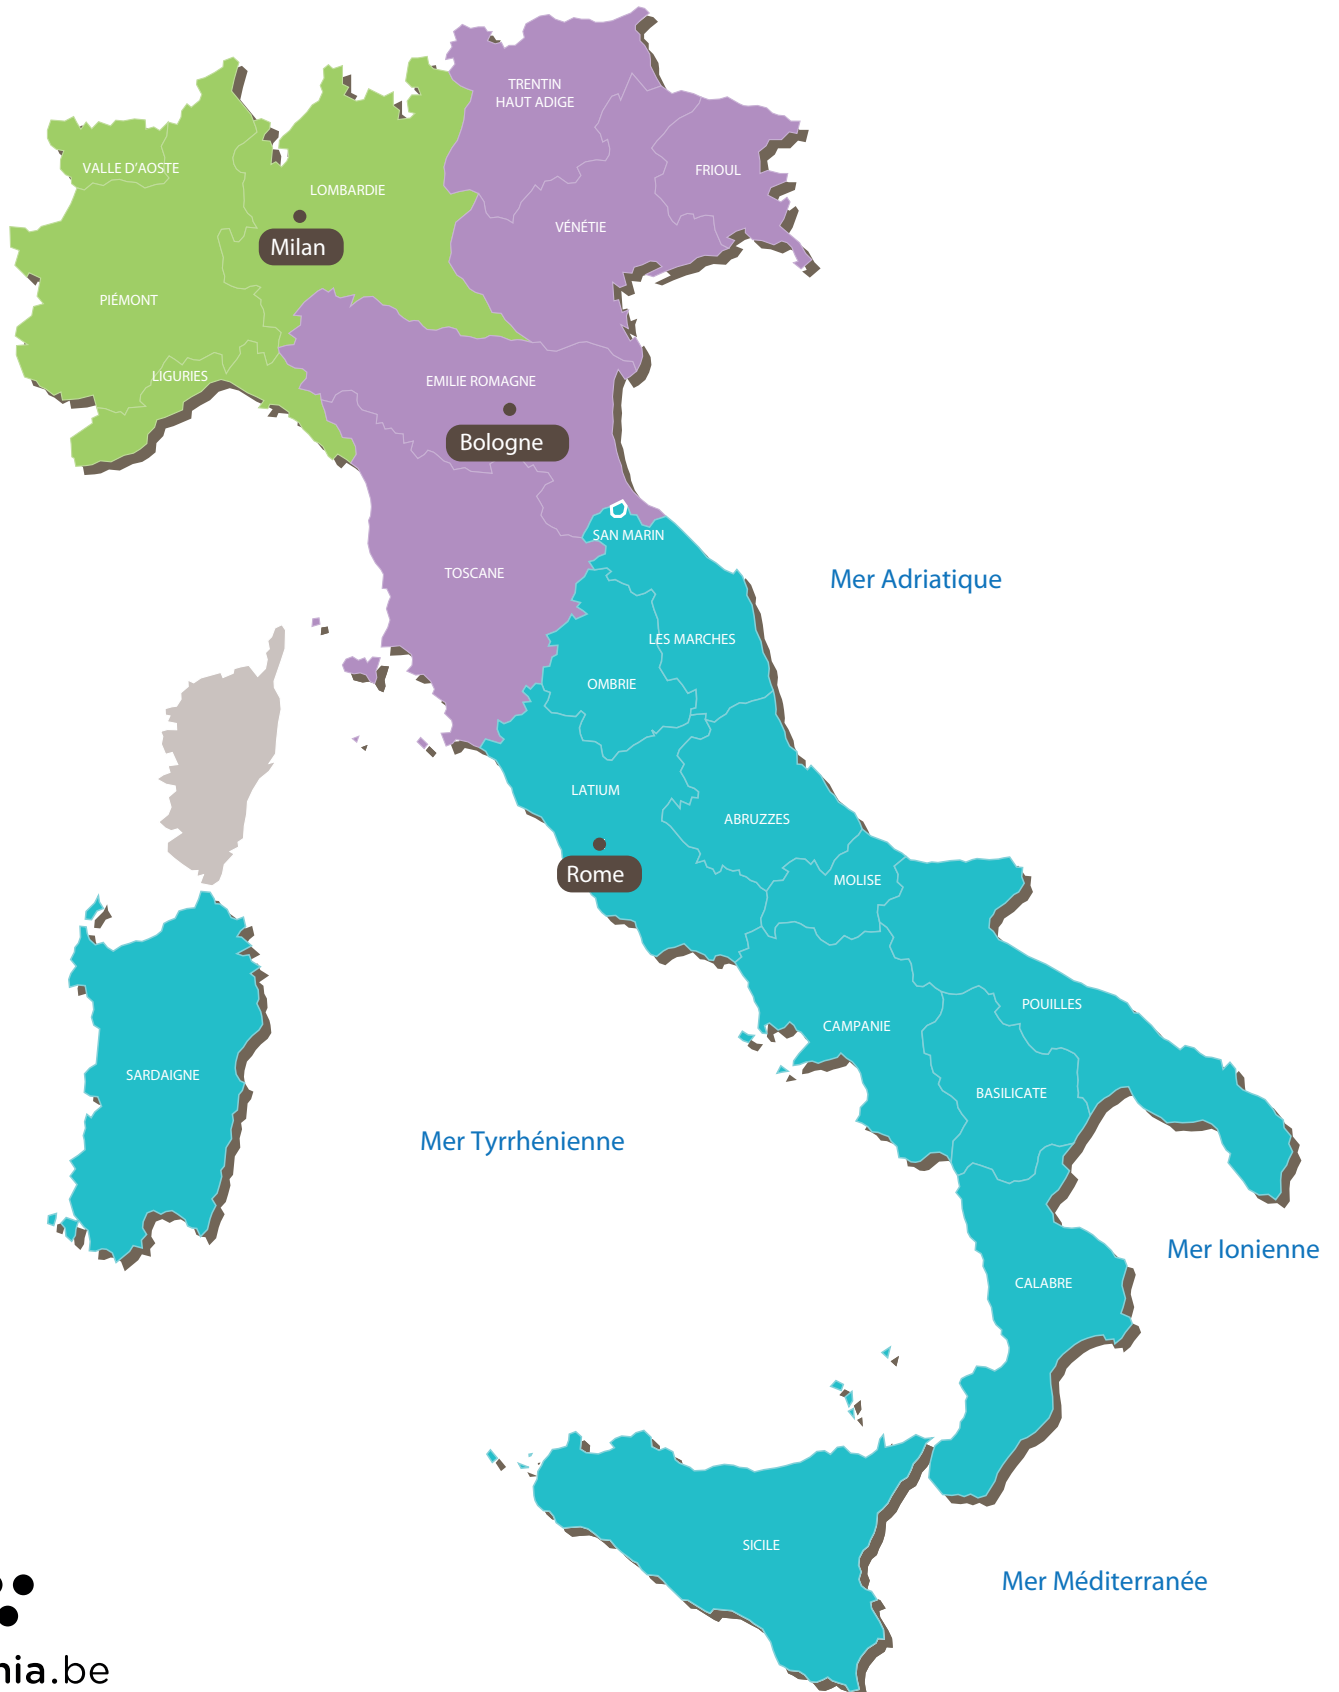 TRENTIN
HAUT ADIGE
VALLE D'AOSTE
FRIOUL
LOMBARDIE
VÉNÉTIE
Milan
PIÉMONT
LIGURIES
EMILIE ROMAGNE
Bologne
SAN MARIN
TOSCANE
Mer Adriatique
LES MARCHES
OMBRIE
LATIUM
ABRUZZES
Rome
MOLISE
POUILLES
CAMPANIE
SARDAIGNE
BASILICATE
Mer Tyrrhénienne
Mer Ionienne
CALABRE
SICILE
Mer Méditerranée
nia.be